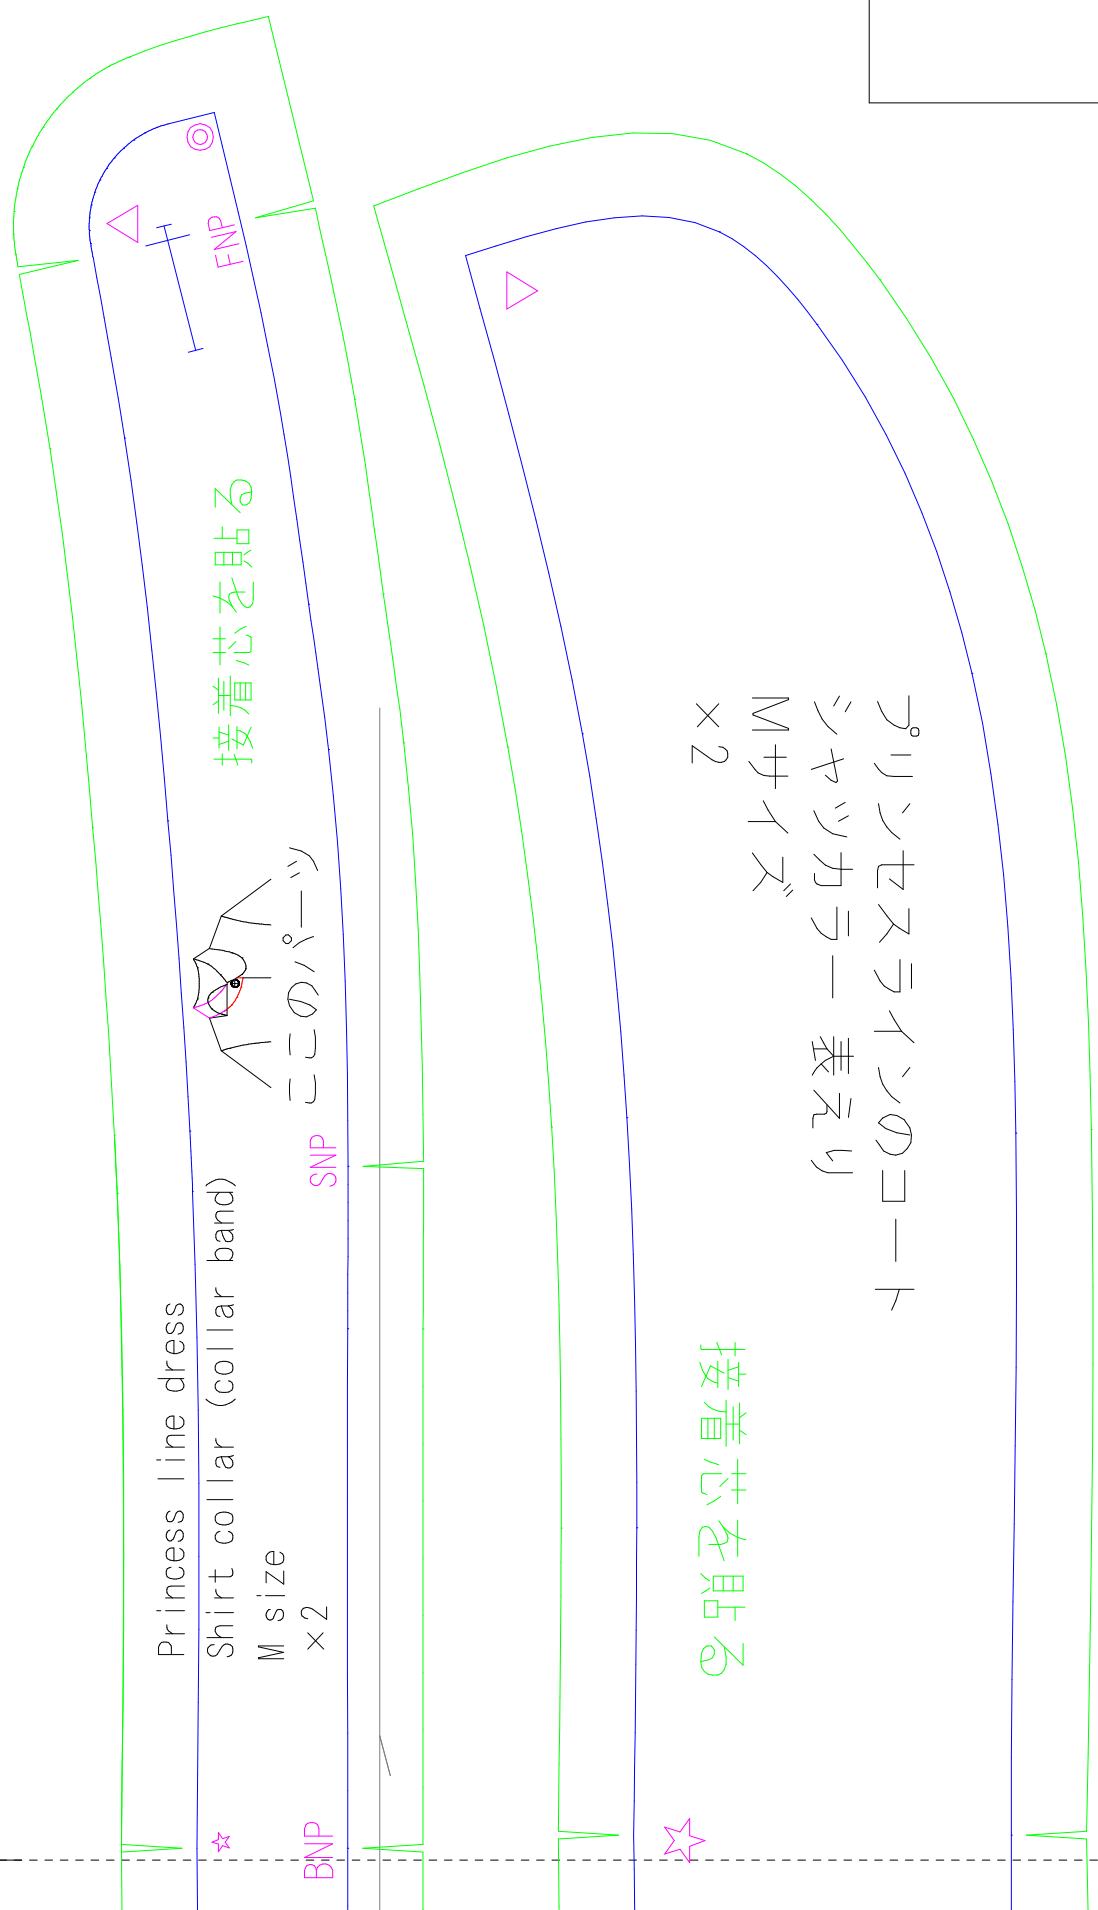 FNP
接着芯を貼る
ここのパーツ
SNP
Princess line dress
Shirt collar (collar band)
M size
×2
BNP
プリンセスラインのコート
シャツカラー 表えり
Mサイズ
×2
接着芯を貼る